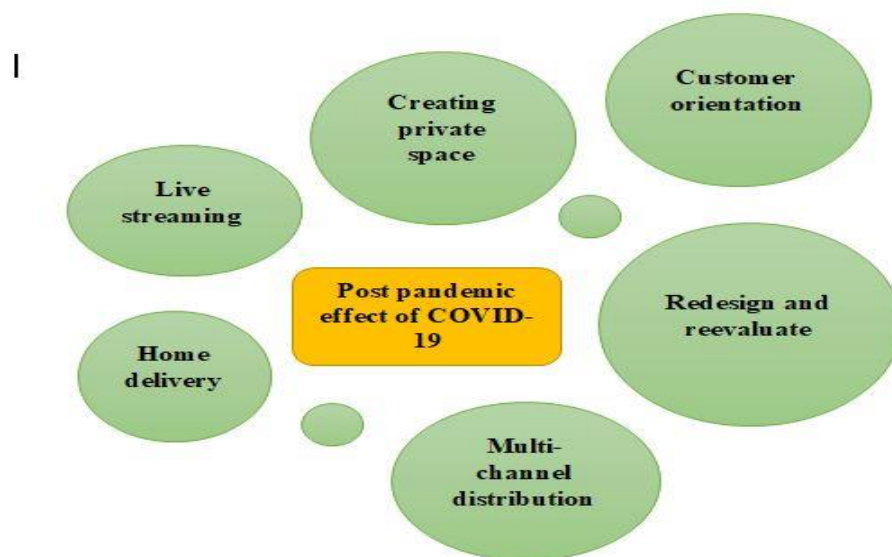 I
Creating
private
space
Customer
orientation
Live
streaming
Post pandemic
effect of COVID-
19
Redesign and
reevaluate
Home
delivery
Multi-
channel
distribution